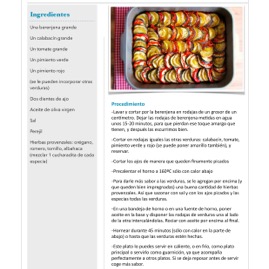 Ingredientes
Una berenjena grande
Un calabacín grande
Un tomate grande
Un pimiento verde
Un pimiento rojo
(se le pueden incorporar otras
verduras)
Dos dientes de ajo
Aceite de oliva virgen
Sal
Perejil
Hierbas provenzales: orégano,
romero, tomillo, albahaca
(mezclar 1 cucharadita de cada
especia)
Procedimiento
-Lavar y cortar por la berenjena en rodajas de un grosor de un
centímetro. Dejar las rodajas de berenjena metidas en agua
unos 15-20 minutos, para que pierdan ese toque amargo que
tienen, y después las escurrimos bien.
-Cortar en rodajas iguales las otras verduras: calabacín, tomate,
pimiento verde y rojo (se puede poner amarillo también), y
reservar.
-Cortar los ajos de manera que queden finamente picados
-Precalentar el horno a 160ºC sólo con calor abajo
-Para darle más sabor a las verduras, se le agregan por encima (y
que queden bien impregnadas) una buena cantidad de hierbas
provenzales. Así que sazonar con sal y con los ajos picados y las
especias todas las verduras.
-En una bandeja de horno o en una fuente de horno, poner
aceite en la base y disponer las rodajas de verduras una al lado
de la otra intercalándolas. Rociar con aceite por encima al final.
-Hornear durante 45 minutos (sólo con calor en la parte de
abajo) o hasta que las verduras estén hechas.
-Este plato lo puedes servir en caliente, o en frío, como plato
principal o servirlo como guarnición, ya que acompaña
perfectamente a otros platos. Si se deja reposar antes de servir
coge más sabor.